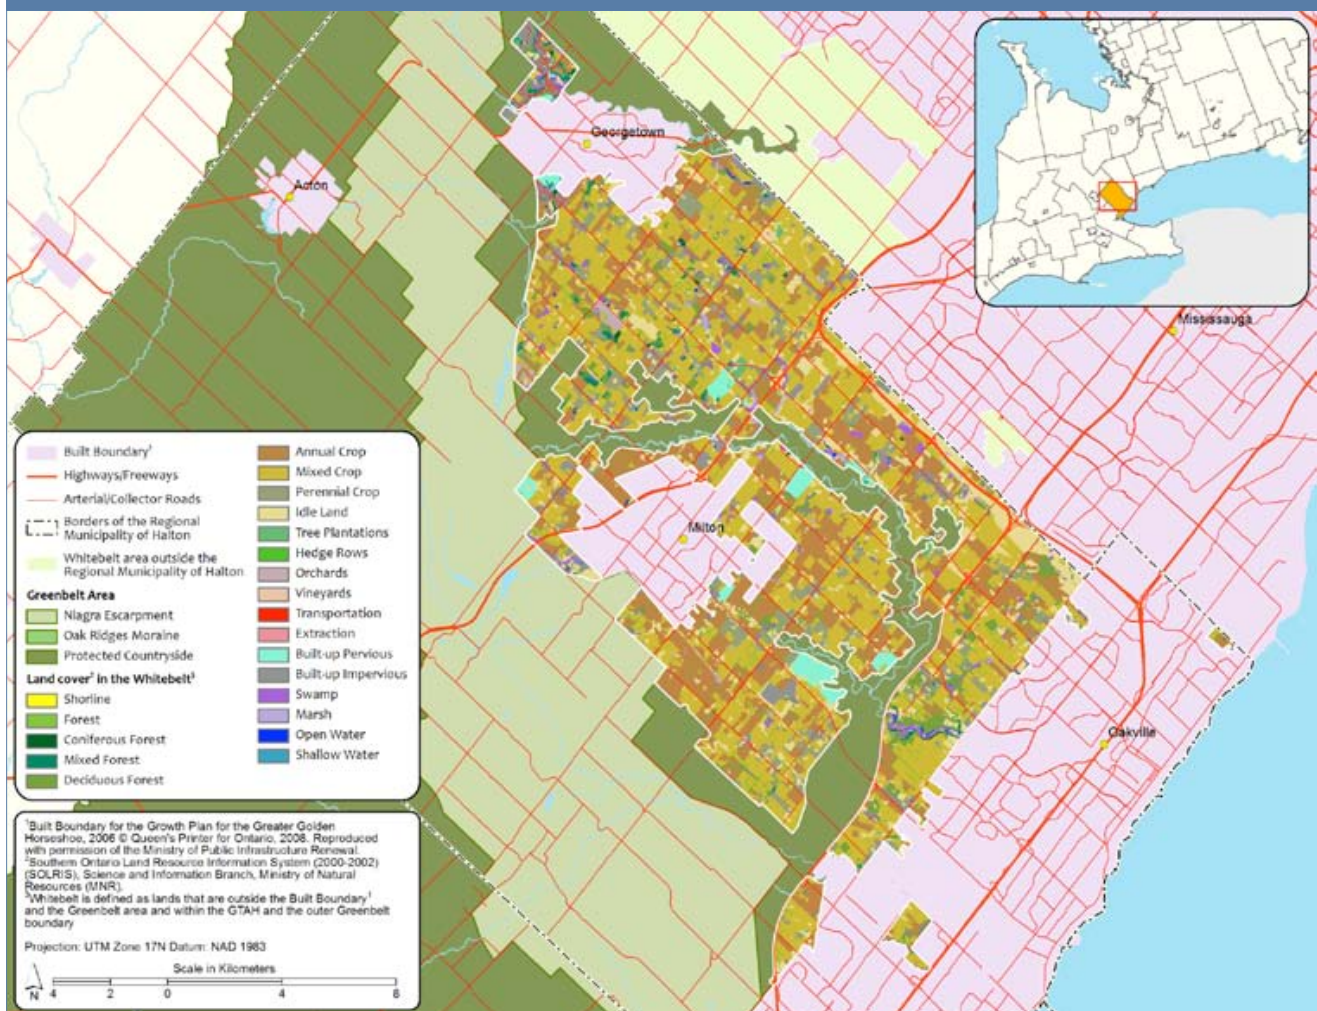 Georgetown
Acton
Mississauga
Milton
Oakville
Built Boundary¹
Highways/Freeways
Arterial/Collector Roads
Borders of the Regional
Municipality of Halton
Whitebelt area outside the
Regional Municipality of Halton
Greenbelt Area
Niagra Escarpment
Oak Ridges Moraine
Protected Countryside
Land cover² in the Whitebelt³
Shorline
Forest
Coniferous Forest
Mixed Forest
Deciduous Forest
Annual Crop
Mixed Crop
Perennial Crop
Idle Land
Tree Plantations
Hedge Rows
Orchards
Vineyards
Transportation
Extraction
Built-up Pervious
Built-up Impervious
Swamp
Marsh
Open Water
Shallow Water
¹Built Boundary for the Growth Plan for the Greater Golden
Horseshoe, 2006 © Queen's Printer for Ontario, 2008. Reproduced
with permission of the Ministry of Public Infrastructure Renewal.
²Southern Ontario Land Resource Information System (2000-2002)
(SOLRIS), Science and Information Branch, Ministry of Natural
Resources (MNR).
³Whitebelt is defined as lands that are outside the Built Boundary¹
and the Greenbelt area and within the GTAH and the outer Greenbelt
boundary
Projection: UTM Zone 17N Datum: NAD 1983
Scale in Kilometers
N 4 2 0 4 8